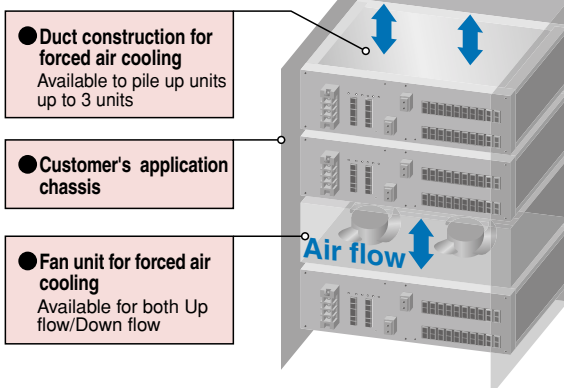 ●Duct construction for
forced air cooling
Available to pile up units
up to 3 units
●Customer's application
chassis
●Fan unit for forced air
cooling
Available for both Up
flow/Down flow
Air flow